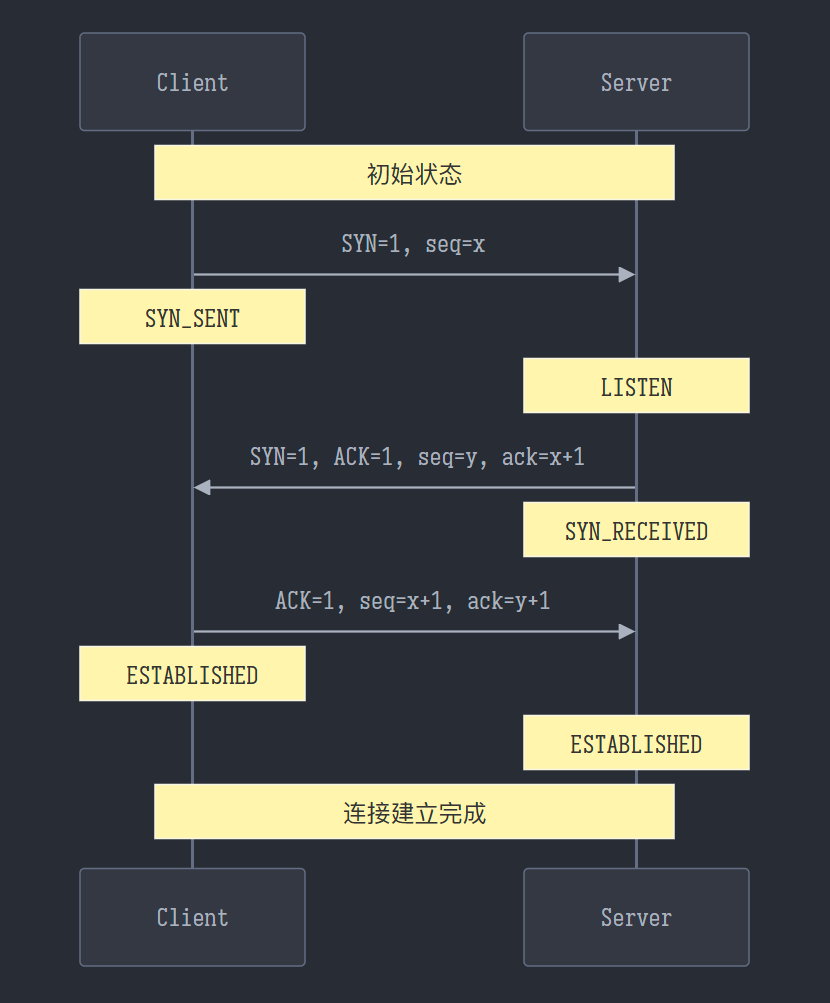 Client
Server
初始状态
SYN=1, seq=x
SYN_SENT
LISTEN
SYN=1, ACK=1, seq=y, ack=x+1
SYN_RECEIVED
ACK=1, seq=x+1, ack=y+1
ESTABLISHED
ESTABLISHED
连接建立完成
Client
Server